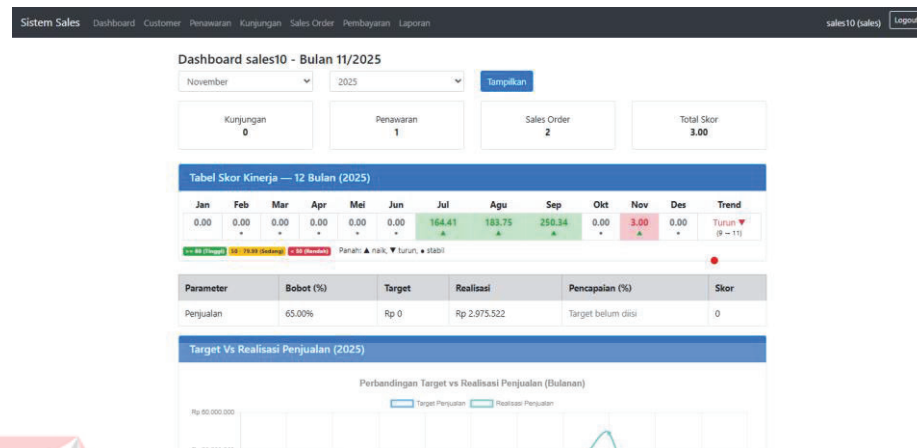 Sistem Sales Dashboard Customer Penawaran Kunjungan Sales Order Pembayaran Laporan sales10 (sales) Logout
Dashboard sales10 - Bulan 11/2025
November 2025 Tampilkan
Kunjungan Penawaran Sales Order Total Skor
0 1 2 3.00
Tabel Skor Kinerja — 12 Bulan (2025)
Jan Feb Mar Apr Mei Jun Jul Agu Sep Okt Nov Des Trend
0.00 0.00 0.00 0.00 0.00 0.00 164.41 183.75 250.34 0.00 3.00 0.00 Turun ▼
• • • • • ▲ ▲ ▲ • ▲ • (9 — 11)
>= 80 (Tinggi) 50 - 79.99 (Sedang) < 50 (Rendah) Panah: ▲ naik, ▼ turun, • stabil
Parameter Bobot (%) Target Realisasi Pencapaian (%) Skor
Penjualan 65.00% Rp 0 Rp 2.975.522 Target belum diisi 0
Target Vs Realisasi Penjualan (2025)
Perbandingan Target vs Realisasi Penjualan (Bulanan)
Target Penjualan Realisasi Penjualan
Rp 60.000.000